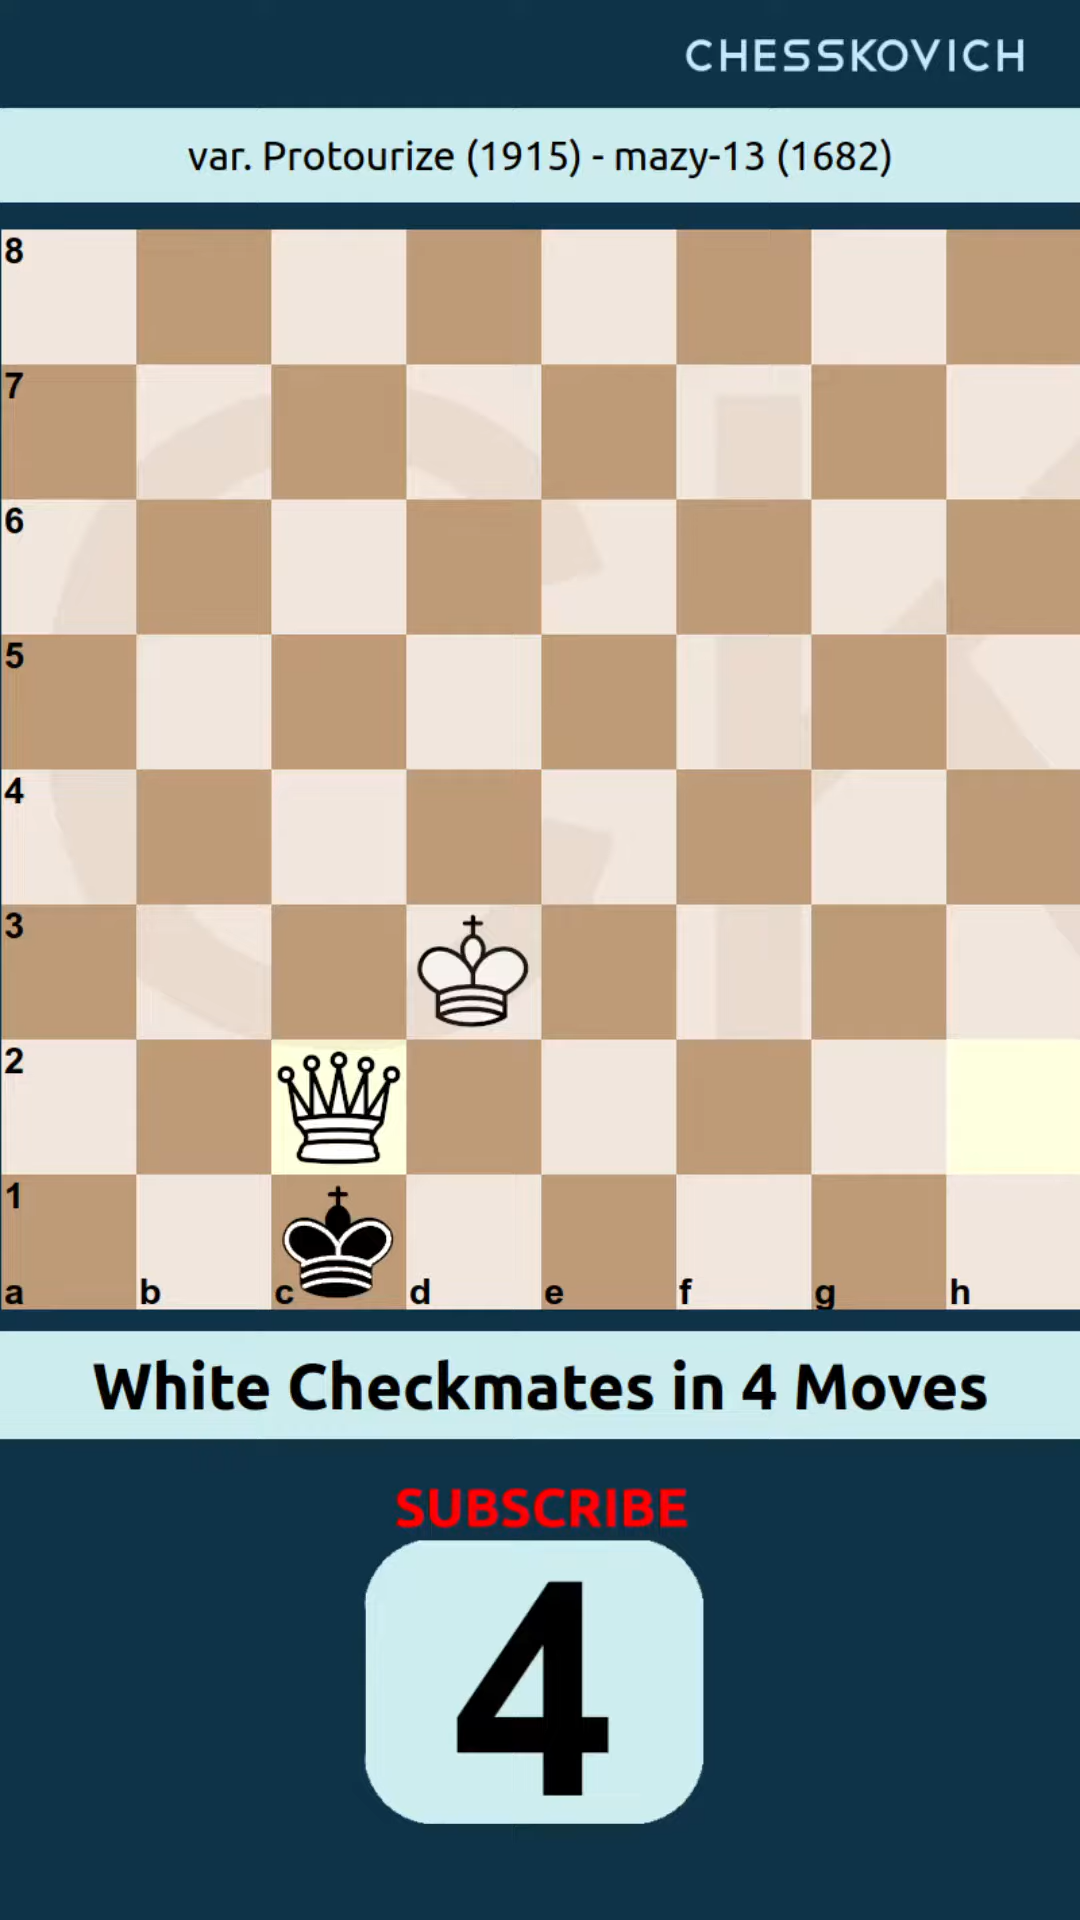 CHESSKOVICH
var. Protourize (1915) - mazy-13 (1682)
8
7
6
5
4
3
2
1
a b c d e f g h
White Checkmates in 4 Moves
SUBSCRIBE
4